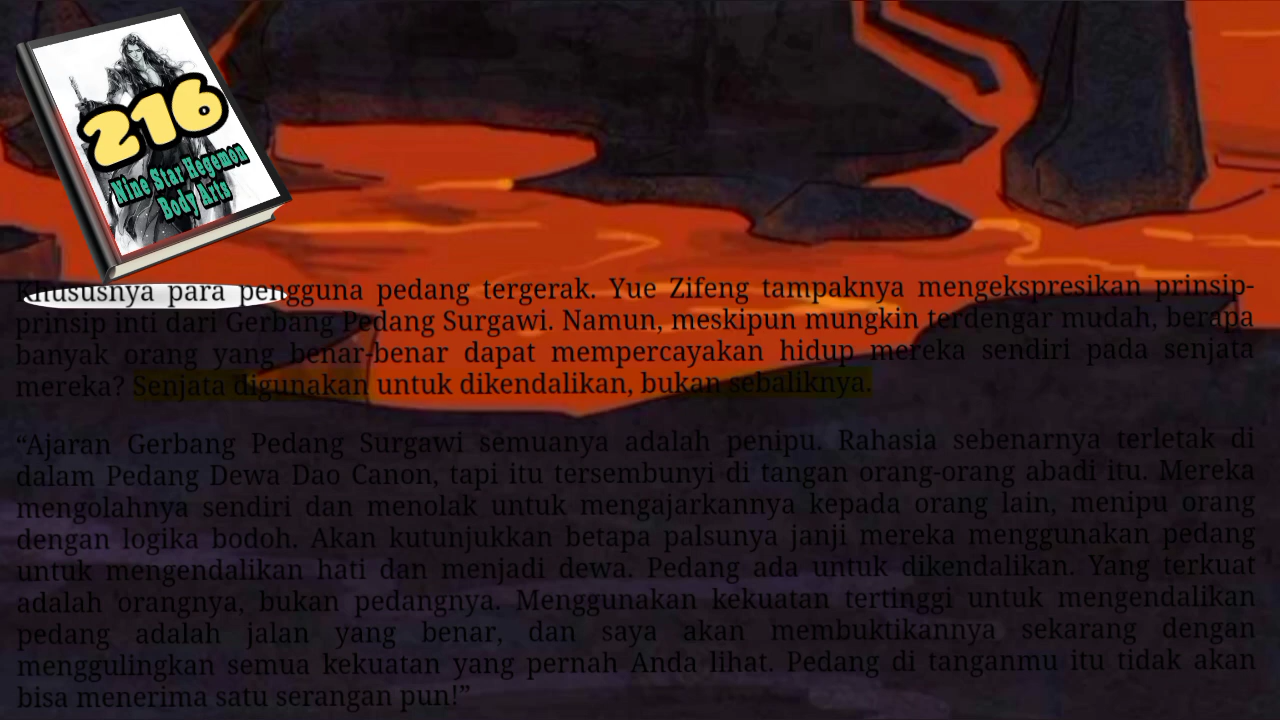 216
Nine Star Hegemon
Body Arts
Khususnya para pengguna pedang tergerak. Yue Zifeng tampaknya mengekspresikan prinsip-
prinsip inti dari Gerbang Pedang Surgawi. Namun, meskipun mungkin terdengar mudah, berapa
banyak orang yang benar-benar dapat mempercayakan hidup mereka sendiri pada senjata
mereka? Senjata digunakan untuk dikendalikan, bukan sebaliknya.
“Ajaran Gerbang Pedang Surgawi semuanya adalah penipu. Rahasia sebenarnya terletak di
dalam Pedang Dewa Dao Canon, tapi itu tersembunyi di tangan orang-orang abadi itu. Mereka
mengolahnya sendiri dan menolak untuk mengajarkannya kepada orang lain, menipu orang
dengan logika bodoh. Akan kutunjukkan betapa palsunya janji mereka menggunakan pedang
untuk mengendalikan hati dan menjadi dewa. Pedang ada untuk dikendalikan. Yang terkuat
adalah orangnya, bukan pedangnya. Menggunakan kekuatan tertinggi untuk mengendalikan
pedang adalah jalan yang benar, dan saya akan membuktikannya sekarang dengan
menggulingkan semua kekuatan yang pernah Anda lihat. Pedang di tanganmu itu tidak akan
bisa menerima satu serangan pun!”